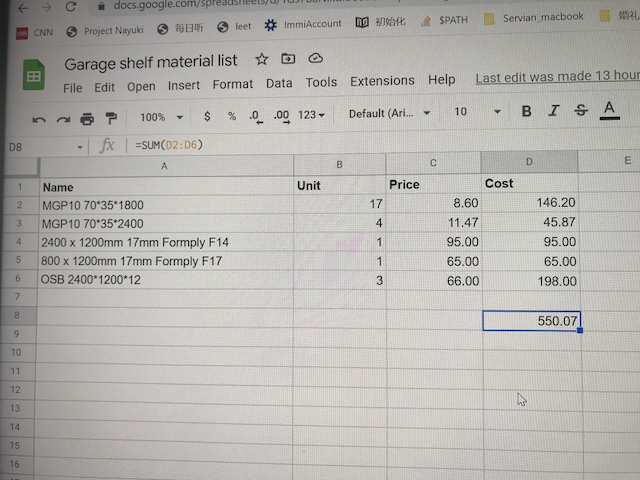 docs.google.com/spreadsheets/d/
CNN Project Nayuki 每日听 leet ImmiAccount 初始化 $PATH Servian_macbook 婚礼
Garage shelf material list
File Edit Open Insert Format Data Tools Extensions Help Last edit was made 13 hour
100% $ % .0 .00 123 Default (Ari... 10 B I S A
D8 fx =SUM(D2:D6)
A B C D E
1 Name Unit Price Cost
2 MGP10 70*35*1800 17 8.60 146.20
3 MGP10 70*35*2400 4 11.47 45.87
4 2400 x 1200mm 17mm Formply F14 1 95.00 95.00
5 800 x 1200mm 17mm Formply F17 1 65.00 65.00
6 OSB 2400*1200*12 3 66.00 198.00
7
8 550.07
9
10
11
12
13
14
15
16